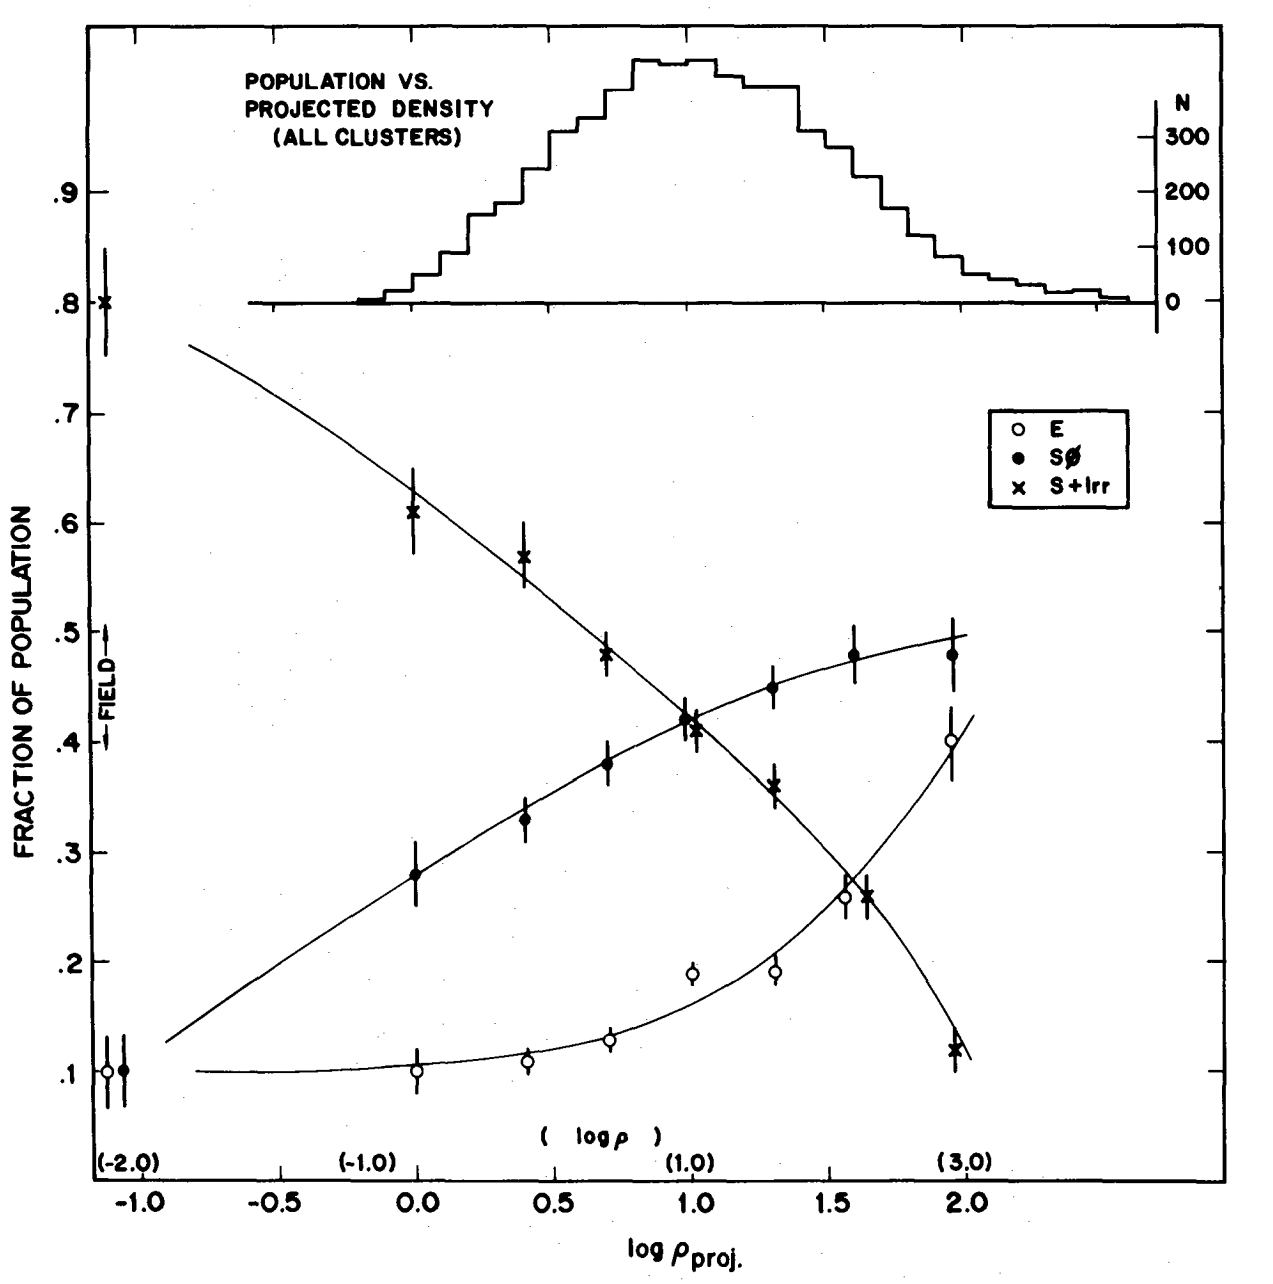 POPULATION VS.
PROJECTED DENSITY
(ALL CLUSTERS)
N
300
200
100
0
.9
.8
.7
.6
.5
.4
.3
.2
.1
FRACTION OF POPULATION
←FIELD→
E
SØ
S+Irr
( log ρ )
(-2.0) (-1.0) (1.0) (3.0)
-1.0 -0.5 0.0 0.5 1.0 1.5 2.0
log ρproj.